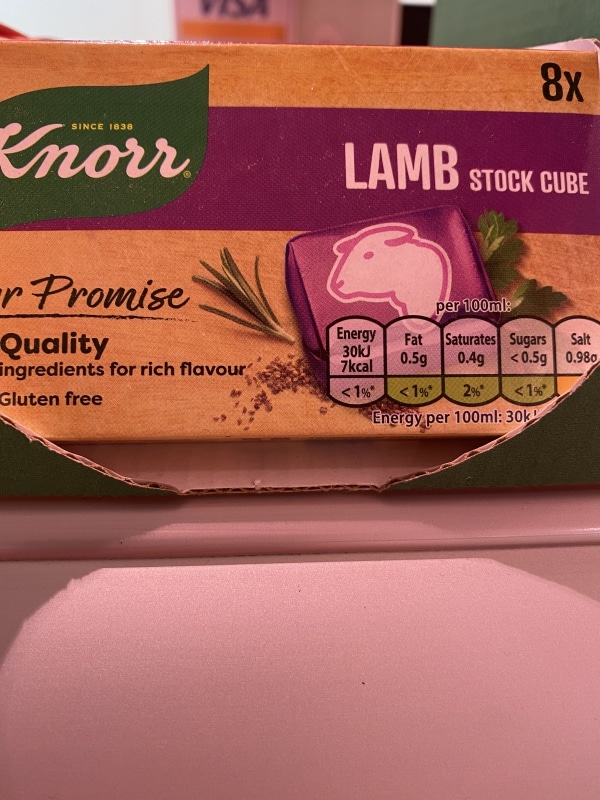 VISA
8x
SINCE 1838
Knorr
LAMB STOCK CUBE
r Promise
Quality
ingredients for rich flavour
Gluten free
per 100ml:
Energy 30kJ 7kcal <1%*
Fat 0.5g <1%*
Saturates 0.4g 2%*
Sugars <0.5g <1%*
Salt 0.98g
Energy per 100ml: 30k